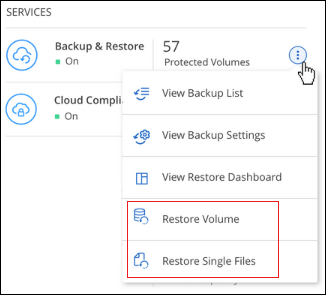 SERVICES
Backup & Restore
On
57
Protected Volumes
Cloud Complia
On
View Backup List
View Backup Settings
View Restore Dashboard
Restore Volume
Restore Single Files